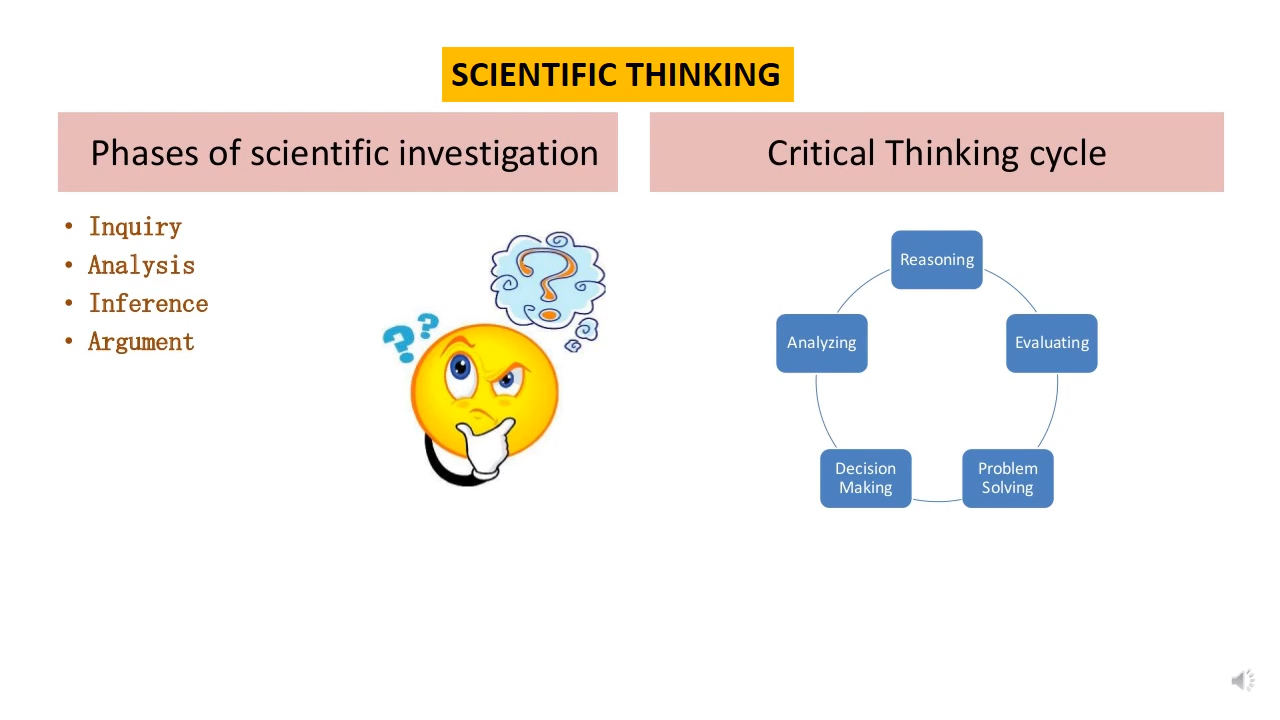 SCIENTIFIC THINKING
Phases of scientific investigation
• Inquiry
• Analysis
• Inference
• Argument
? ?
?
Critical Thinking cycle
Reasoning
Evaluating
Problem
Solving
Decision
Making
Analyzing